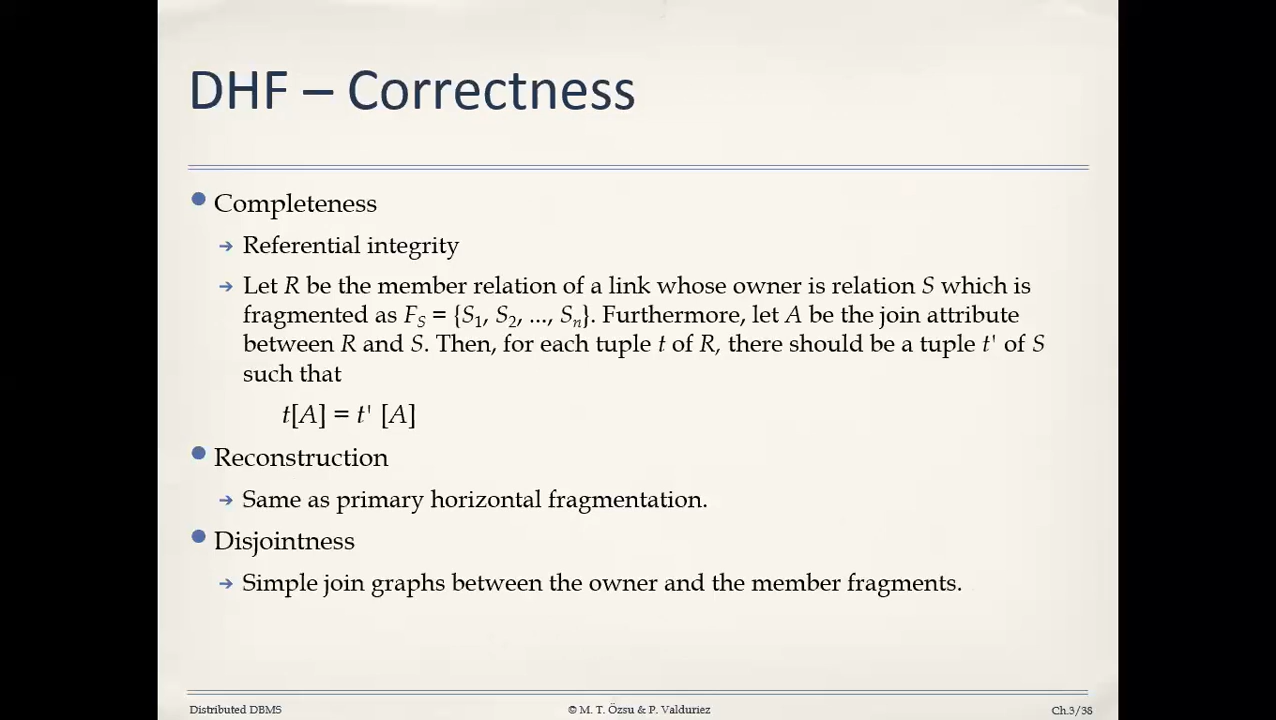 DHF – Correctness
● Completeness
➔ Referential integrity
➔ Let R be the member relation of a link whose owner is relation S which is
fragmented as F_S = {S_1, S_2, ..., S_n}. Furthermore, let A be the join attribute
between R and S. Then, for each tuple t of R, there should be a tuple t' of S
such that
t[A] = t' [A]
● Reconstruction
➔ Same as primary horizontal fragmentation.
● Disjointness
➔ Simple join graphs between the owner and the member fragments.
Distributed DBMS © M. T. Özsu & P. Valduriez Ch.3/38